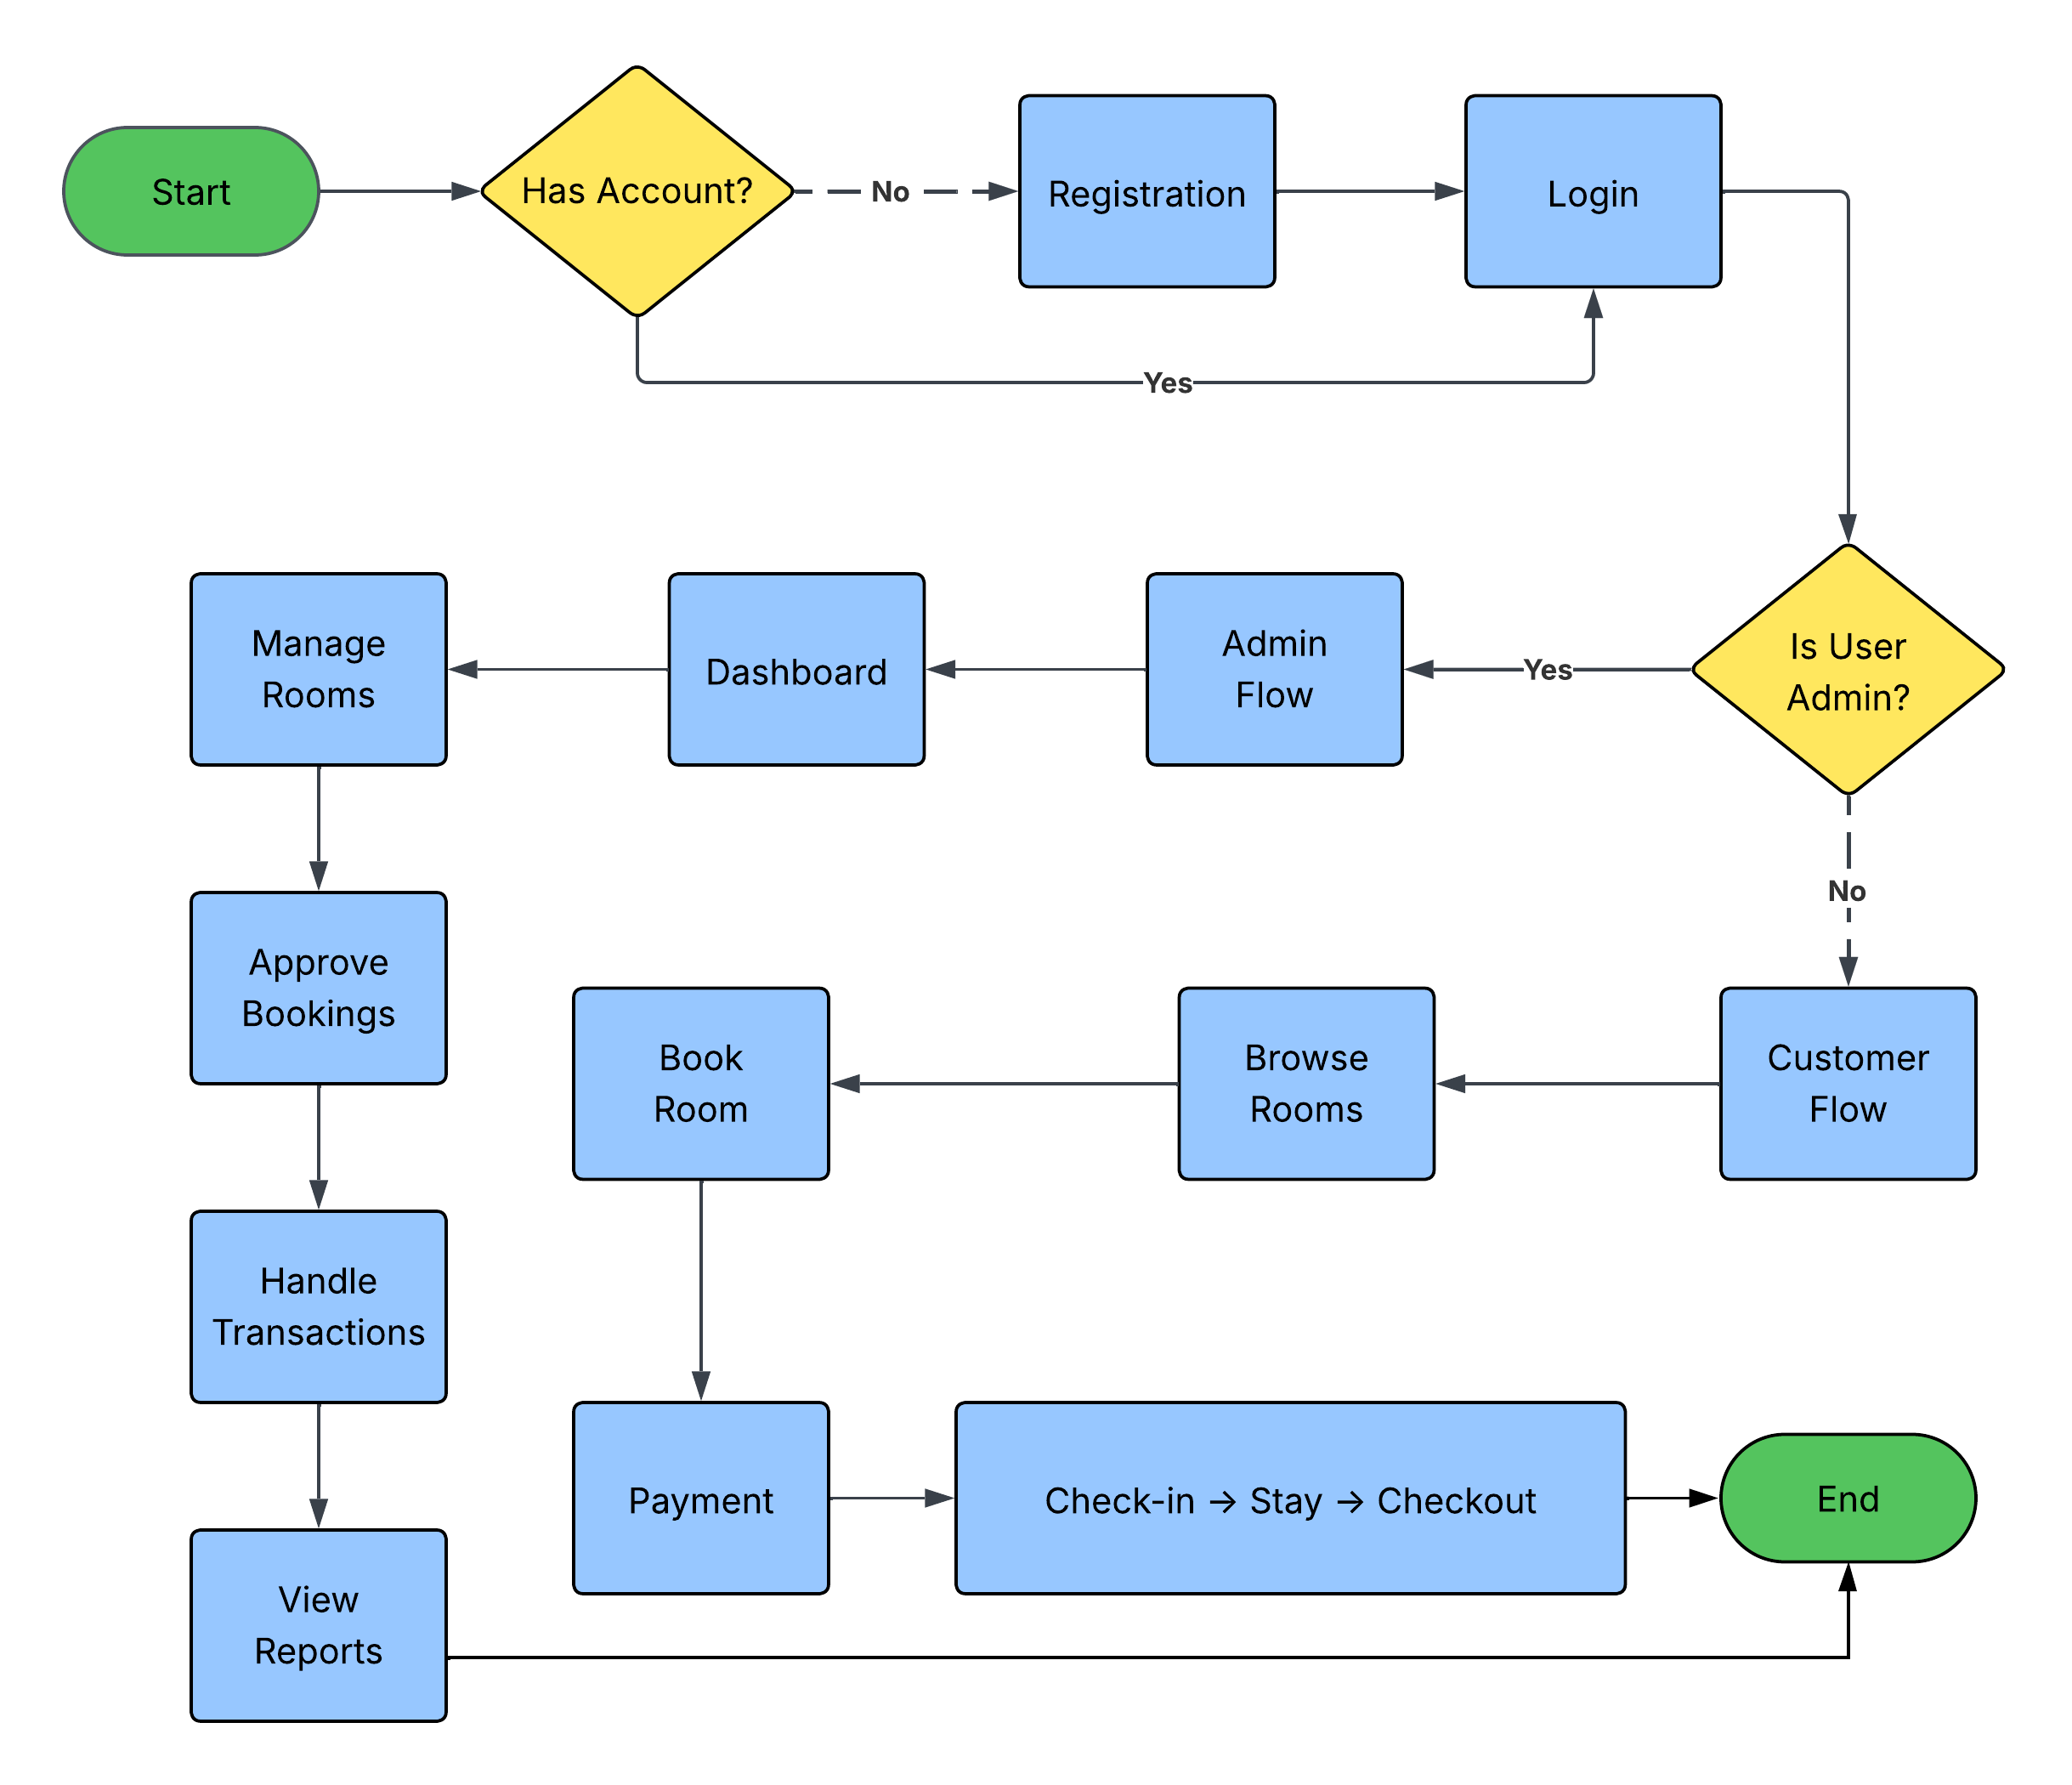 Start
Has Account?
No
Registration
Login
Yes
Manage
Rooms
Dashboard
Admin
Flow
Yes
Is User
Admin?
No
Approve
Bookings
Book
Room
Browse
Rooms
Customer
Flow
Handle
Transactions
Payment
Check-in → Stay → Checkout
End
View
Reports